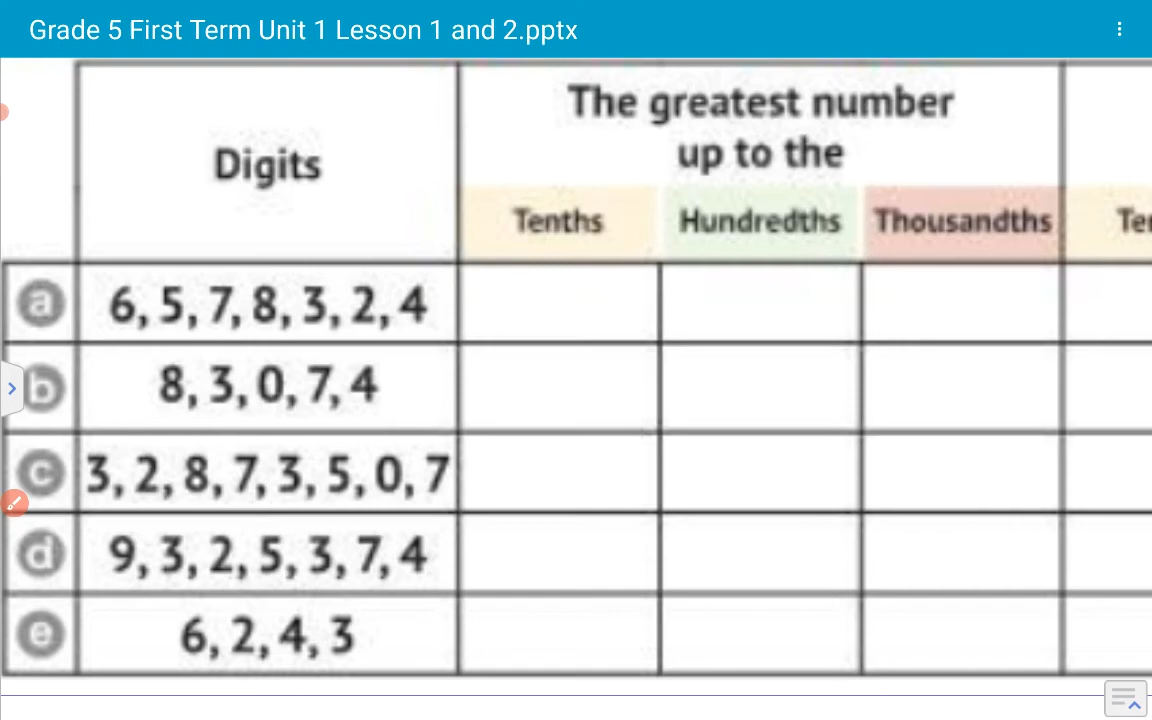 Grade 5 First Term Unit 1 Lesson 1 and 2.pptx
Digits
The greatest number
up to the
Tenths Hundredths Thousandths
a 6, 5, 7, 8, 3, 2, 4
b 8, 3, 0, 7, 4
c 3, 2, 8, 7, 3, 5, 0, 7
d 9, 3, 2, 5, 3, 7, 4
e 6, 2, 4, 3